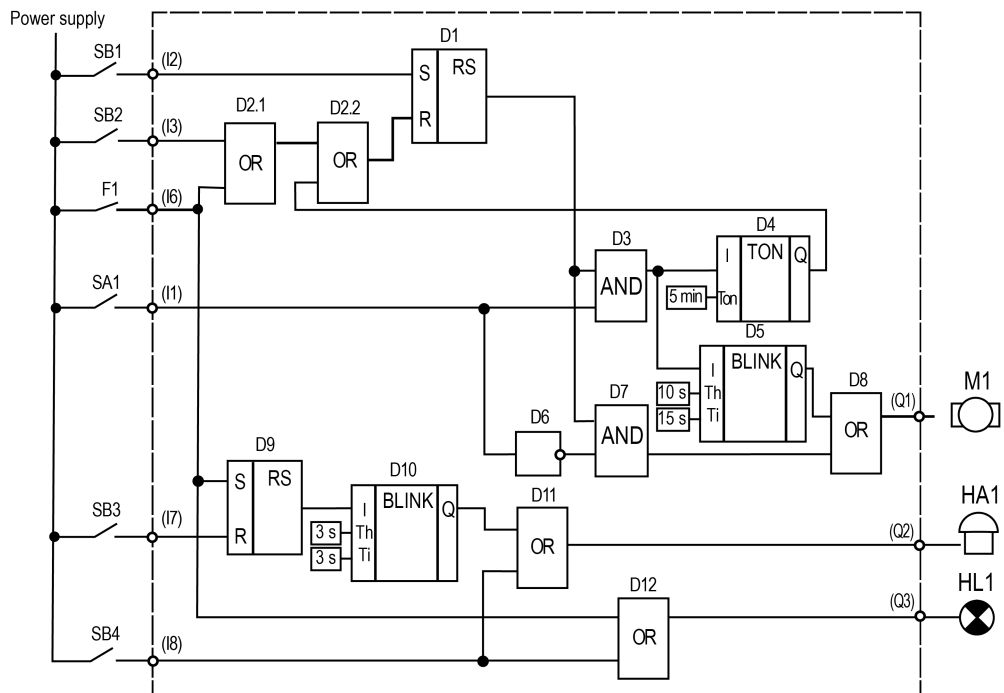 Power supply
D1
SB1
(I2)
S
RS
R
D2.1
D2.2
SB2
(I3)
OR
OR
F1
(I6)
D3
D4
I
TON
Q
AND
5 min
Ton
SA1
(I1)
D5
I
BLINK
Q
10 s
Th
15 s
Ti
D6
D7
AND
D8
OR
(Q1)
M1
D9
S
RS
R
D10
I
BLINK
Q
3 s
Th
3 s
Ti
D11
OR
SB3
(I7)
(Q2)
HA1
D12
OR
(Q3)
HL1
SB4
(I8)